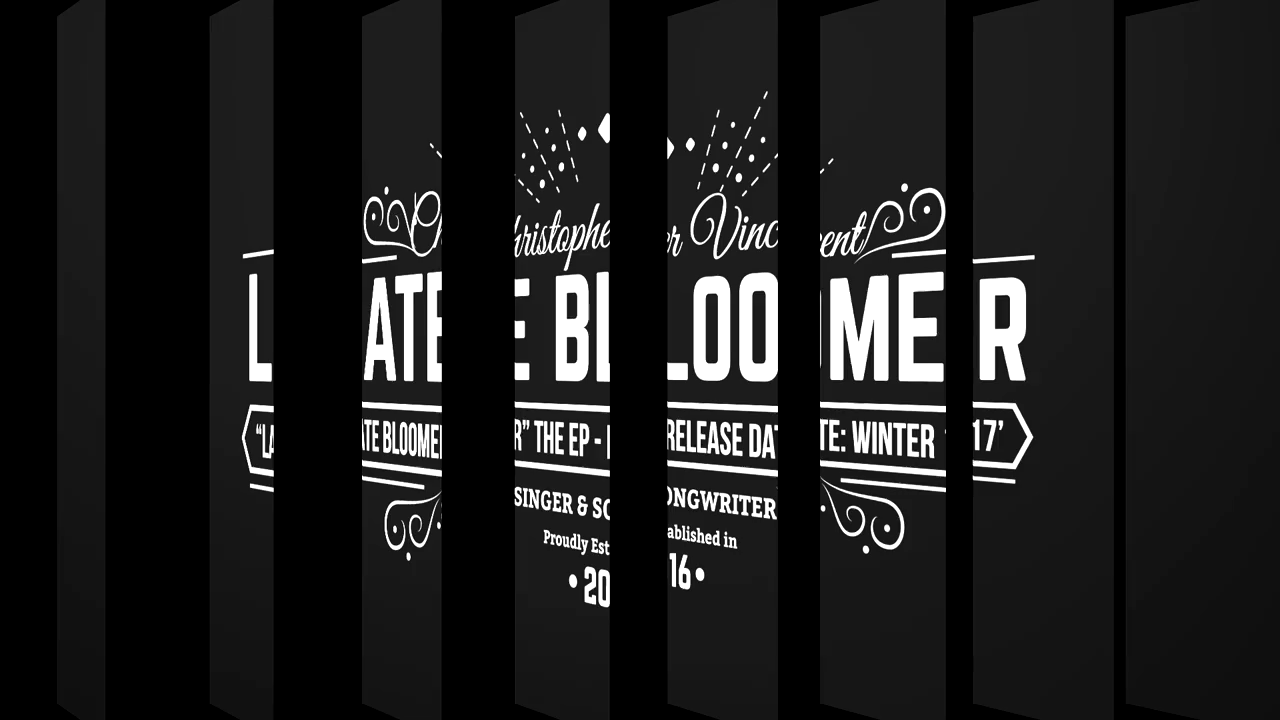 Christopher Vincent
LATE BLOOMER
“LATE BLOOMER” THE EP - RELEASE DATE: WINTER 17’
SINGER & SONGWRITER
Proudly Established in
2016